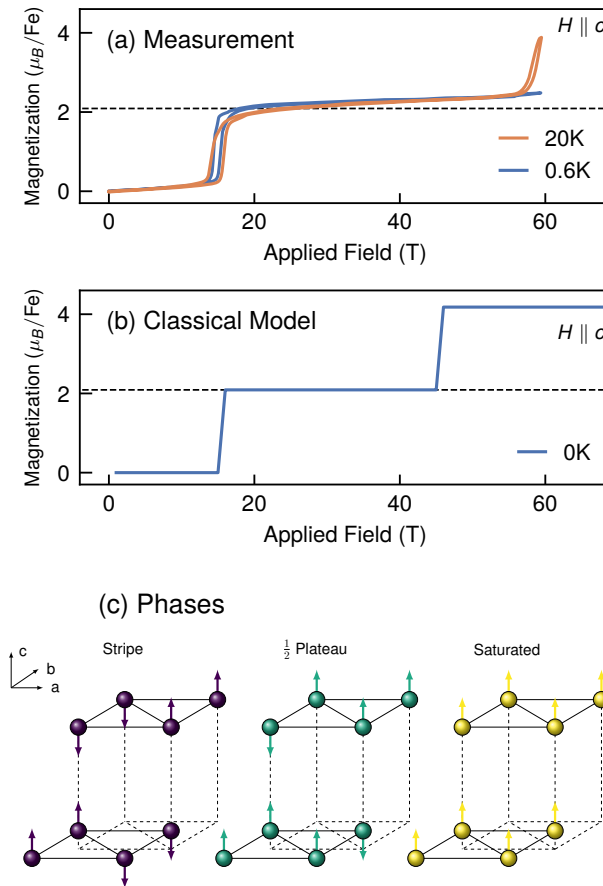 (a) Measurement
H ∥ c
Magnetization (μB/Fe)
4
2
0
20K
0.6K
0
20
40
60
Applied Field (T)
(b) Classical Model
H ∥ c
Magnetization (μB/Fe)
4
2
0
0K
0
20
40
60
Applied Field (T)
(c) Phases
c
b
a
Stripe
½ Plateau
Saturated